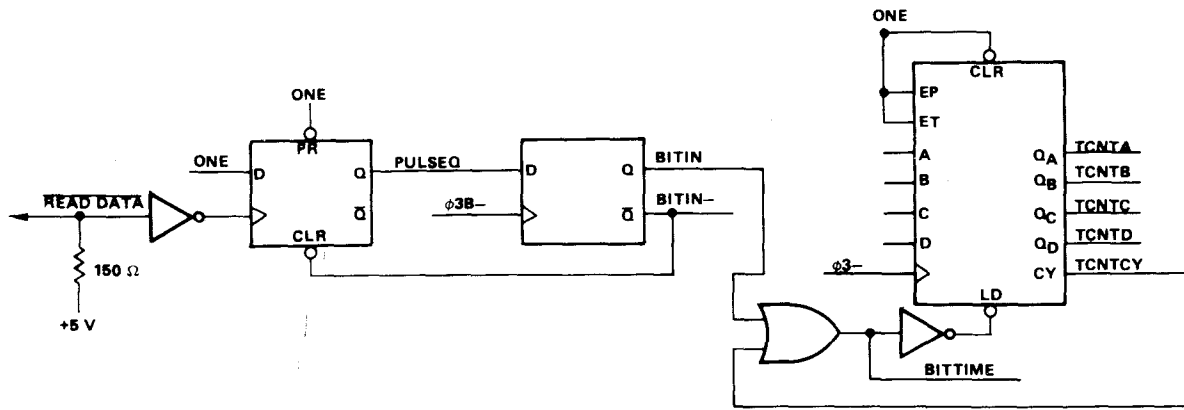 ONE
CLR
EP
ET
A
B
C
D
QA TCNTA
QB TCNTB
QC TCNTC
QD TCNTD
CY TCNTCY
φ3-
LD
ONE
PR
ONE
D
Q
PULSEQ
Q̅
CLR
READ DATA
150 Ω
+5 V
D
Q
BITIN
φ3B-
Q̅
BITIN-
BITTIME